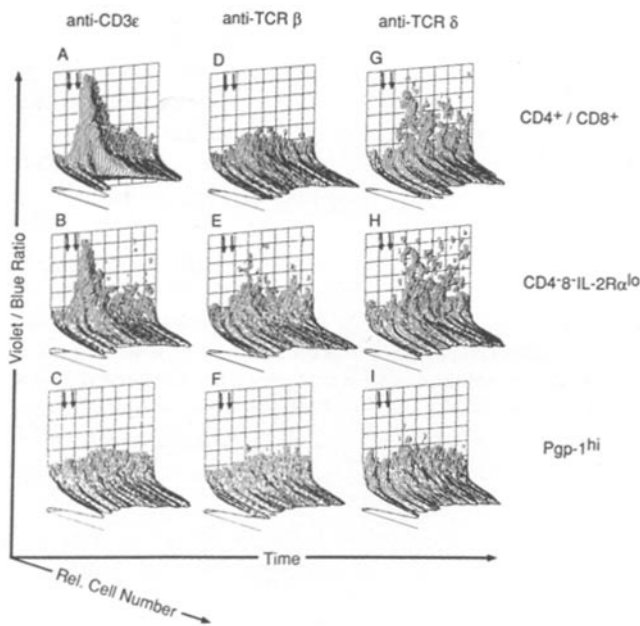 anti-CD3ε anti-TCR β anti-TCR δ
A D G
CD4⁺ / CD8⁺
B E H
CD4⁻8⁻IL-2Rα^lo
C F I
Pgp-1^hi
Violet / Blue Ratio
Time
Rel. Cell Number